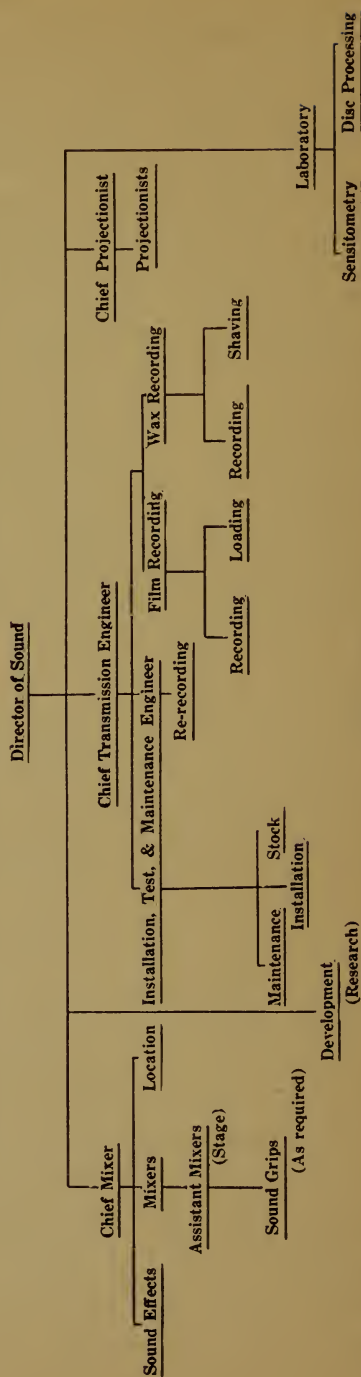 Director of Sound
Chief Mixer
Chief Transmission Engineer
Chief Projectionist
Sound Effects
Mixers
Location
Installation, Test, & Maintenance Engineer
Film Recording
Wax Recording
Projectionists
Assistant Mixers
(Stage)
Re-recording
Recording
Loading
Recording
Shaving
Sound Grips
(As required)
Maintenance
Stock
Installation
Development
(Research)
Laboratory
Sensitometry
Disc Processing